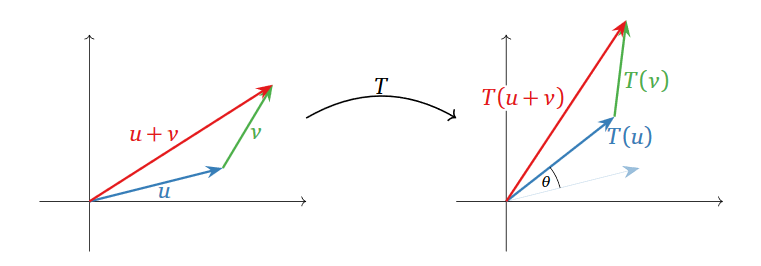 u + v
v
u
T
T(u + v)
T(v)
T(u)
θ